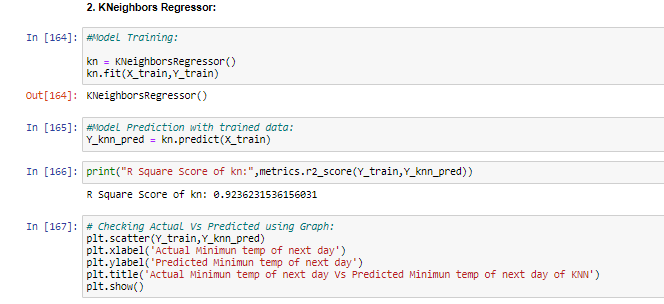 2. KNeighbors Regressor:
In [164]: #Model Training:
kn = KNeighborsRegressor()
kn.fit(X_train,Y_train)
Out[164]: KNeighborsRegressor()
In [165]: #Model Prediction with trained data:
Y_knn_pred = kn.predict(X_train)
In [166]: print("R Square Score of kn:",metrics.r2_score(Y_train,Y_knn_pred))
R Square Score of kn: 0.9236231536156031
In [167]: # Checking Actual Vs Predicted using Graph:
plt.scatter(Y_train,Y_knn_pred)
plt.xlabel('Actual Minimun temp of next day')
plt.ylabel('Predicted Minimun temp of next day')
plt.title('Actual Minimun temp of next day Vs Predicted Minimun temp of next day of KNN')
plt.show()